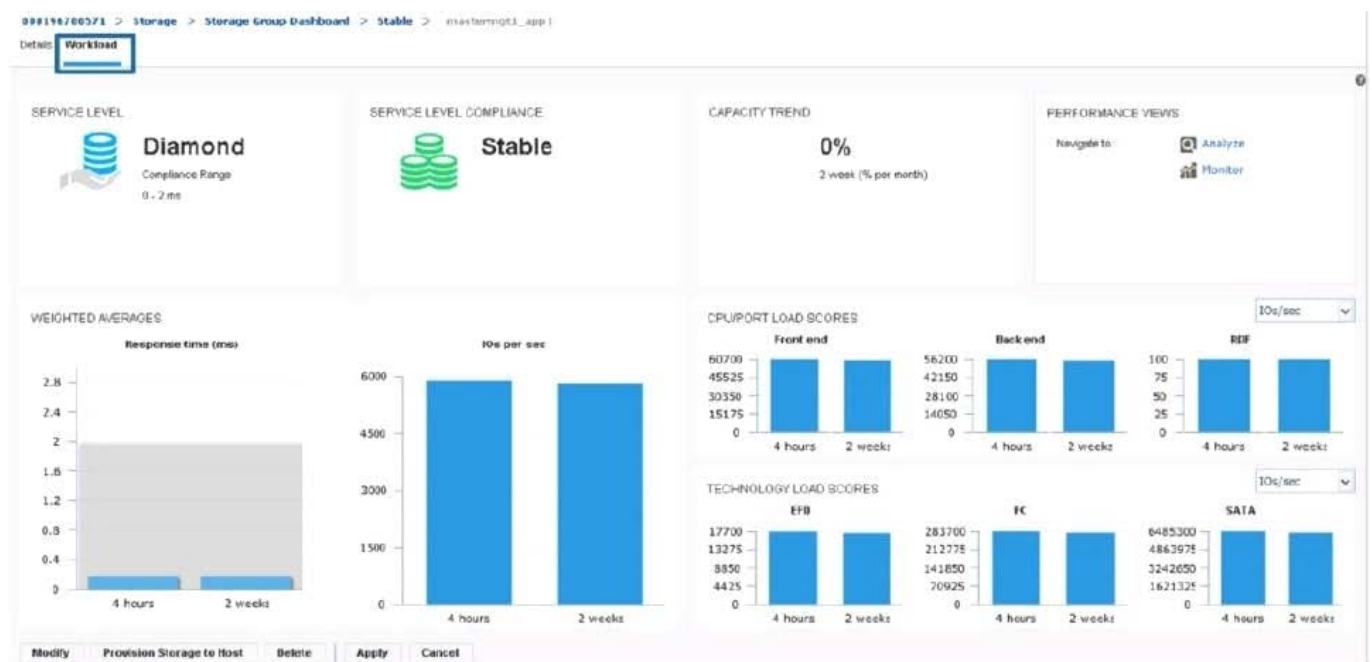 > Storage > Storage Group Dashboard > Stable >
Details Workload
SERVICE LEVEL
Diamond
Compliance Range
0 - 2 ms
SERVICE LEVEL COMPLIANCE
Stable
CAPACITY TREND
0%
2 week (% per month)
PERFORMANCE VIEWS
Navigate to:
Analyze
Monitor
WEIGHTED AVERAGES
Response time (ms)
2.8
2.4
2
1.6
1.2
0.8
0.4
0
4 hours 2 weeks
IOs per sec
6000
4500
3000
1500
0
4 hours 2 weeks
CPU/PORT LOAD SCORES
IOs/sec
Front end
60700
45525
30350
15175
0
4 hours 2 weeks
Back end
56200
42150
28100
14050
0
4 hours 2 weeks
RDF
100
75
50
25
0
4 hours 2 weeks
TECHNOLOGY LOAD SCORES
IOs/sec
EFD
17700
13275
8850
4425
0
4 hours 2 weeks
FC
283700
212775
141850
70925
0
4 hours 2 weeks
SATA
6485300
4863975
3242650
1621325
0
4 hours 2 weeks
Modify Provision Storage to Host Delete Apply Cancel